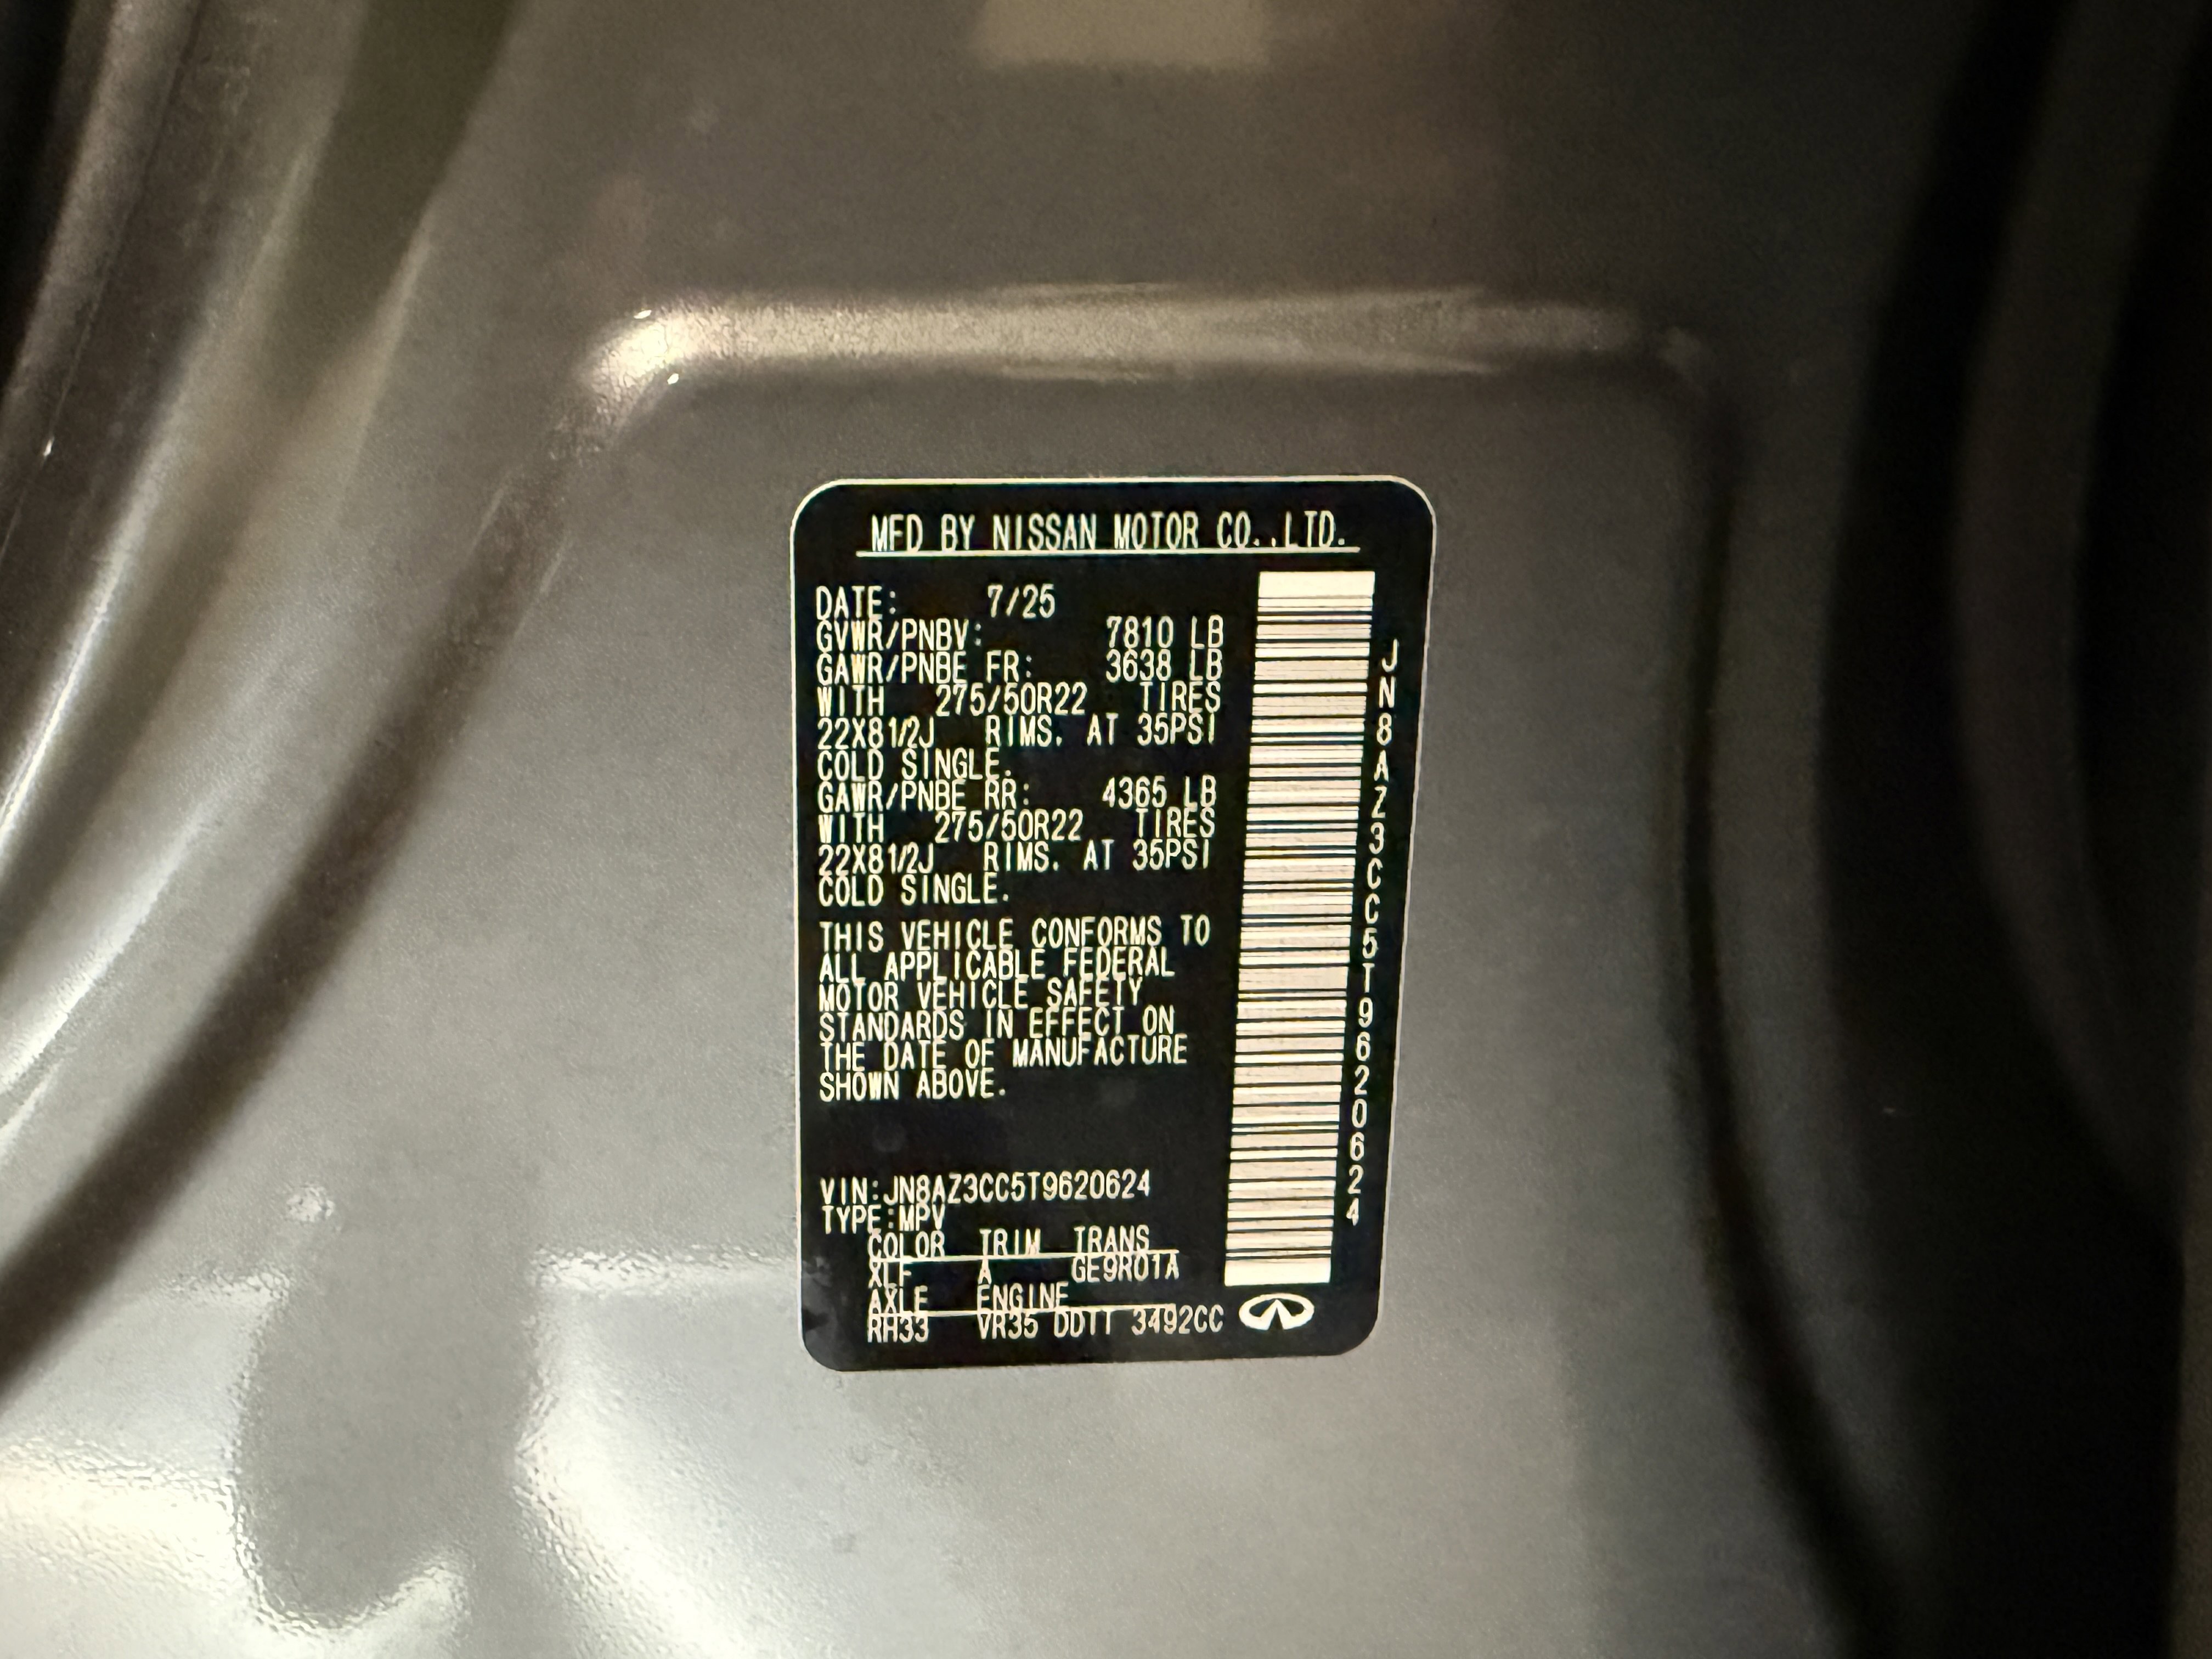 MFD BY NISSAN MOTOR CO.,LTD.
DATE: 7/25
GVWR/PNBV: 7810 LB
GAWR/PNBE FR: 3638 LB
WITH 275/50R22 TIRES
22X81/2J RIMS. AT 35PSI
COLD SINGLE.
GAWR/PNBE RR: 4365 LB
WITH 275/50R22 TIRES
22X81/2J RIMS. AT 35PSI
COLD SINGLE.
THIS VEHICLE CONFORMS TO
ALL APPLICABLE FEDERAL
MOTOR VEHICLE SAFETY
STANDARDS IN EFFECT ON
THE DATE OF MANUFACTURE
SHOWN ABOVE.
VIN:JN8AZ3CC5T9620624
TYPE:MPV
COLOR TRIM TRANS
XLF A GE9R01A
AXLE ENGINE
RH33 VR35 DDTT 3492CC
JN8AZ3CC5T9620624